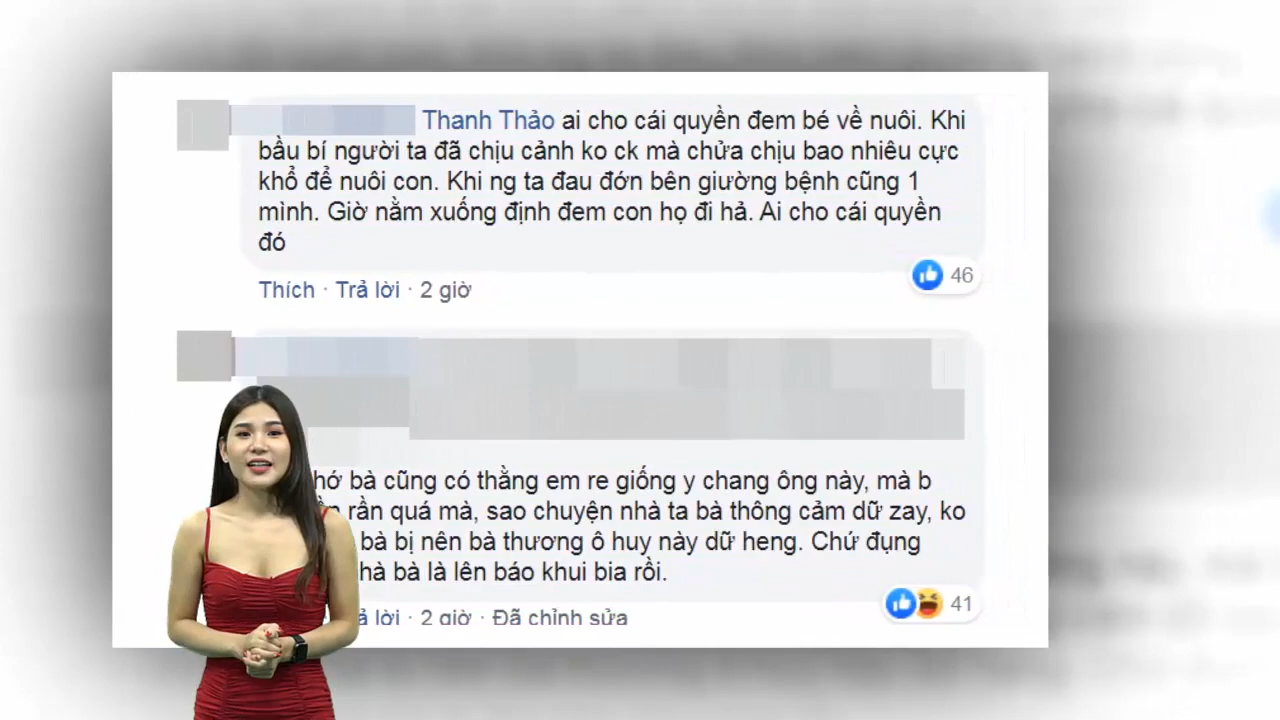 Thanh Thảo ai cho cái quyền đem bé về nuôi. Khi
bầu bí người ta đã chịu cảnh ko ck mà chửa chịu bao nhiêu cực
khổ để nuôi con. Khi ng ta đau đớn bên giường bệnh cũng 1
mình. Giờ nằm xuống định đem con họ đi hả. Ai cho cái quyền
đó
Thích · Trả lời · 2 giờ
46
bà cũng có thằng em re giống y chang ông này, mà b
rần quá mà, sao chuyện nhà ta bà thông cảm dữ zay, ko
bà bị nên bà thương ô huy này dữ heng. Chứ đụng
bà là lên báo khui bia rồi.
lời · 2 giờ · Đã chỉnh sửa
41